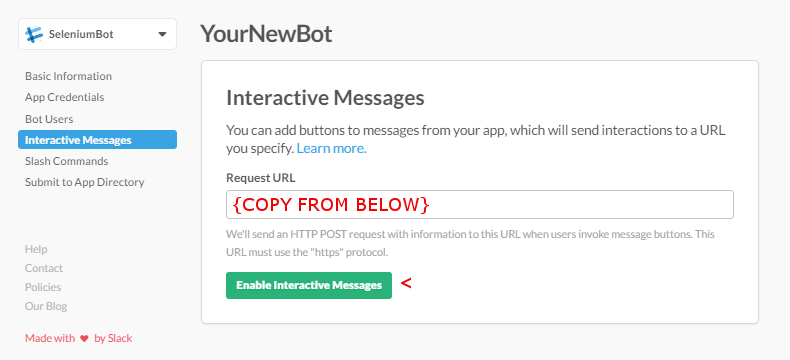 SeleniumBot
Basic Information
App Credentials
Bot Users
Interactive Messages
Slash Commands
Submit to App Directory
Help
Contact
Policies
Our Blog
Made with ♥ by Slack
YourNewBot
Interactive Messages
You can add buttons to messages from your app, which will send interactions to a URL
you specify. Learn more.
Request URL
{COPY FROM BELOW}
We'll send an HTTP POST request with information to this URL when users invoke message buttons. This
URL must use the "https" protocol.
Enable Interactive Messages <